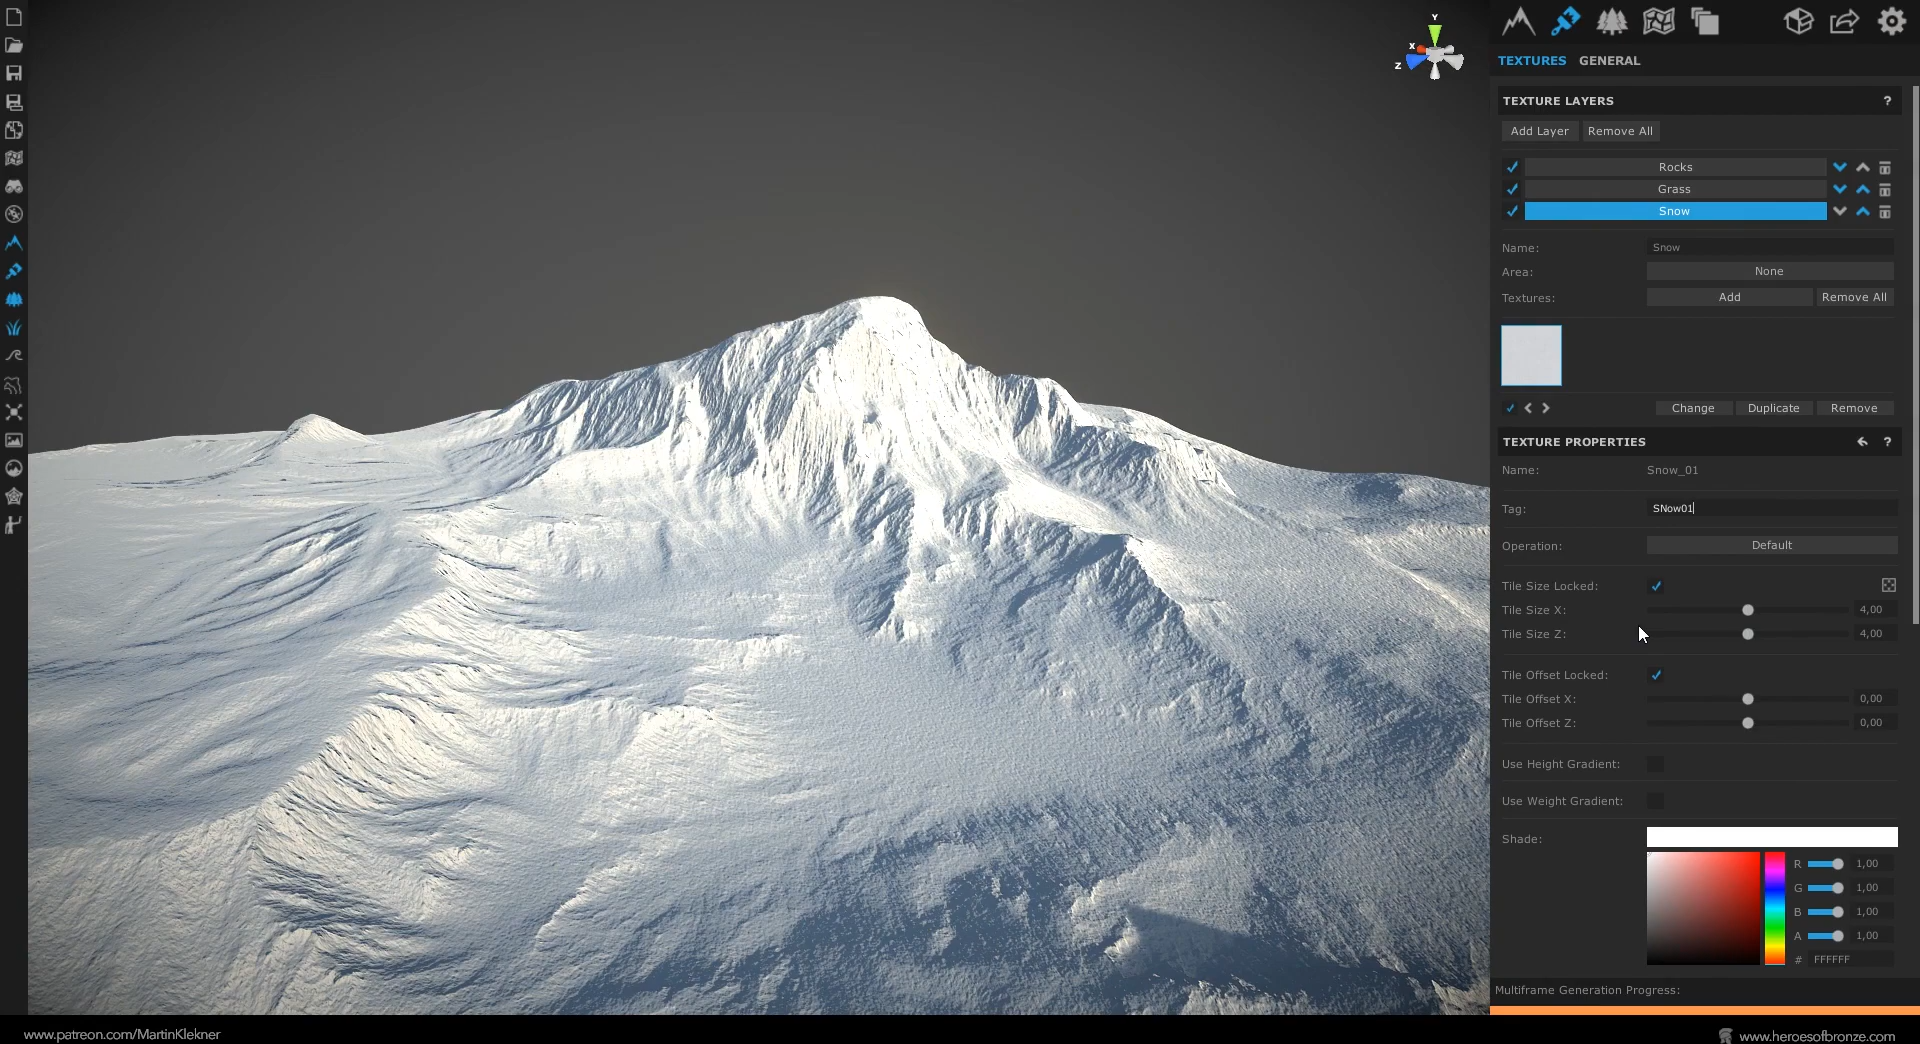 Y
X
Z
TEXTURES GENERAL
TEXTURE LAYERS ?
Add Layer Remove All
Rocks
Grass
Snow
Name: Snow
Area: None
Textures: Add Remove All
Change Duplicate Remove
TEXTURE PROPERTIES ?
Name: Snow_01
Tag: SNow01
Operation: Default
Tile Size Locked:
Tile Size X: 4,00
Tile Size Z: 4,00
Tile Offset Locked:
Tile Offset X: 0,00
Tile Offset Z: 0,00
Use Height Gradient:
Use Weight Gradient:
Shade:
R 1,00
G 1,00
B 1,00
A 1,00
# FFFFFF
Multiframe Generation Progress:
www.patreon.com/MartinKlekner
www.heroesofbronze.com